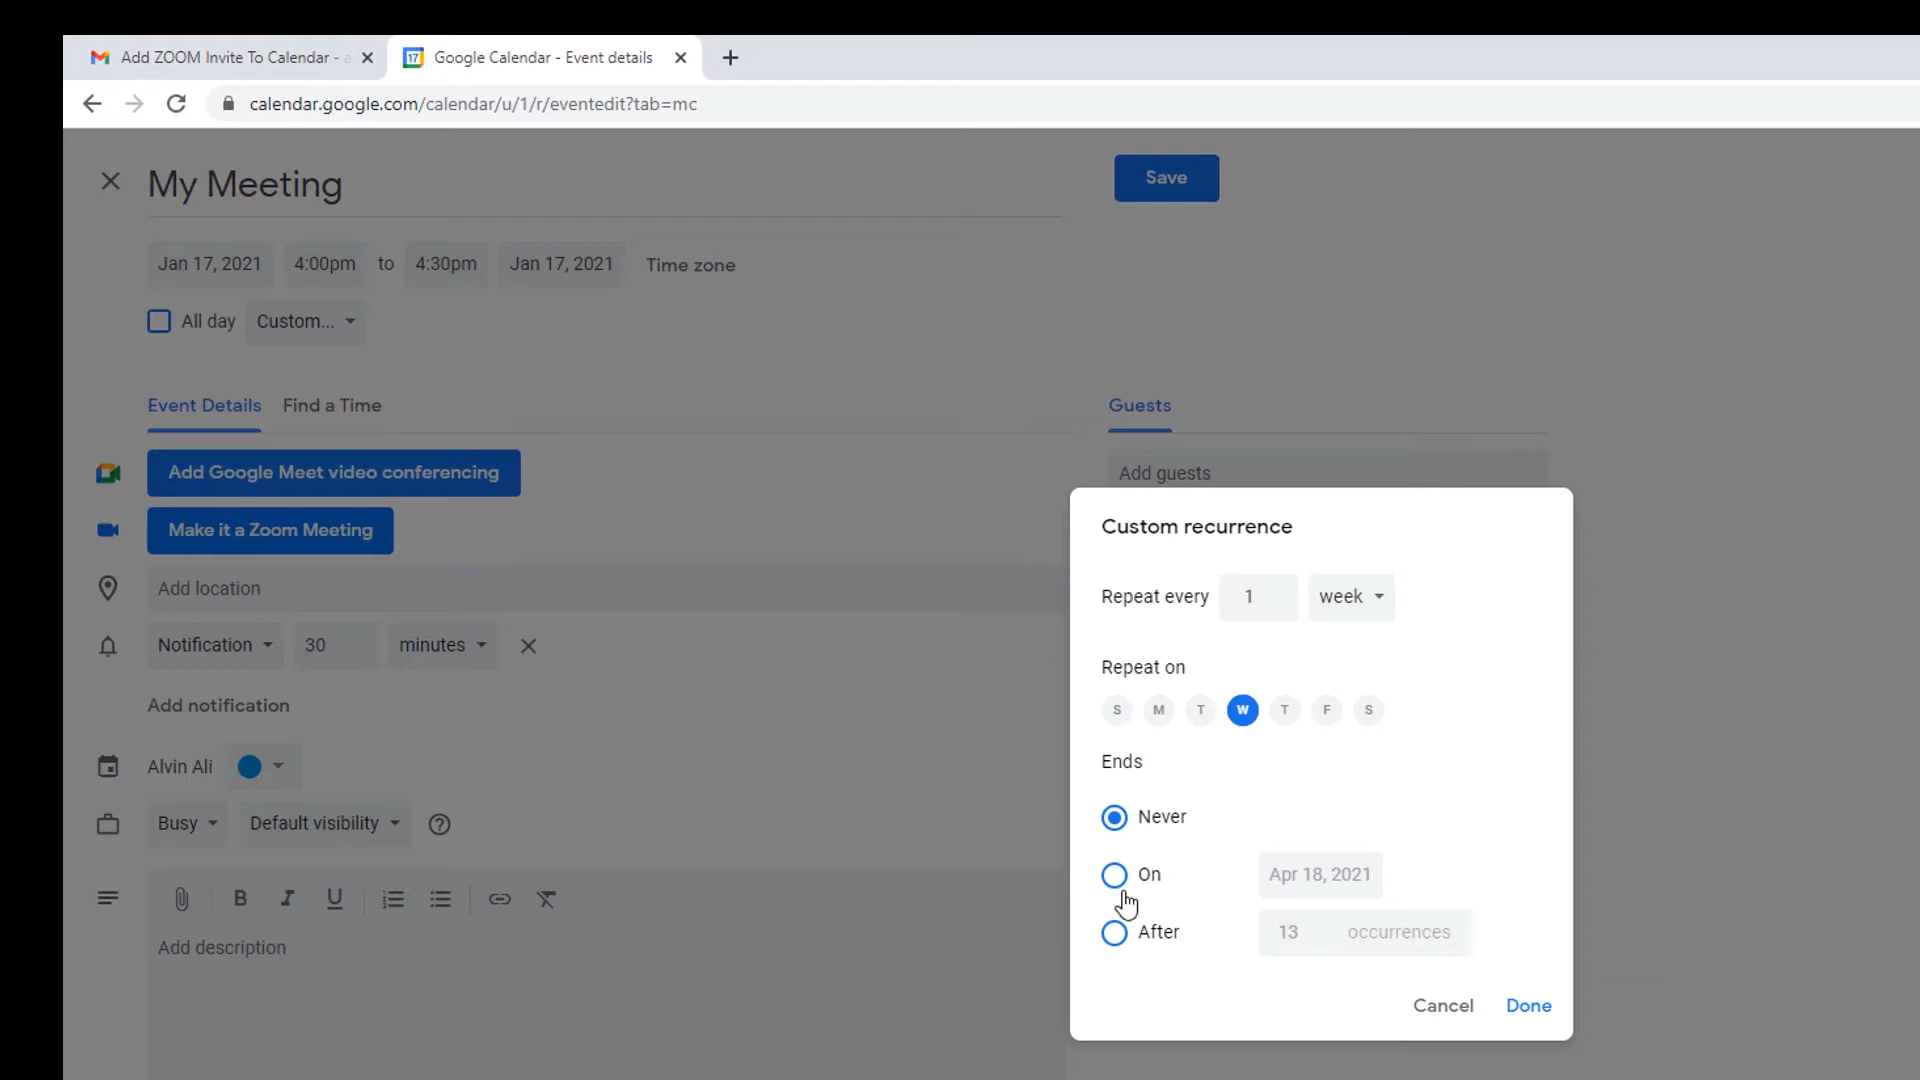 Add ZOOM Invite To Calendar - a
17 Google Calendar - Event details
calendar.google.com/calendar/u/1/r/eventedit?tab=mc
My Meeting
Save
Jan 17, 2021 4:00pm to 4:30pm Jan 17, 2021 Time zone
All day Custom...
Event Details Find a Time
Guests
Add Google Meet video conferencing
Add guests
Make it a Zoom Meeting
Add location
Notification 30 minutes
Add notification
Alvin Ali
Busy Default visibility
B I U
Add description
Custom recurrence
Repeat every 1 week
Repeat on
S M T W T F S
Ends
Never
On Apr 18, 2021
After 13 occurrences
Cancel Done